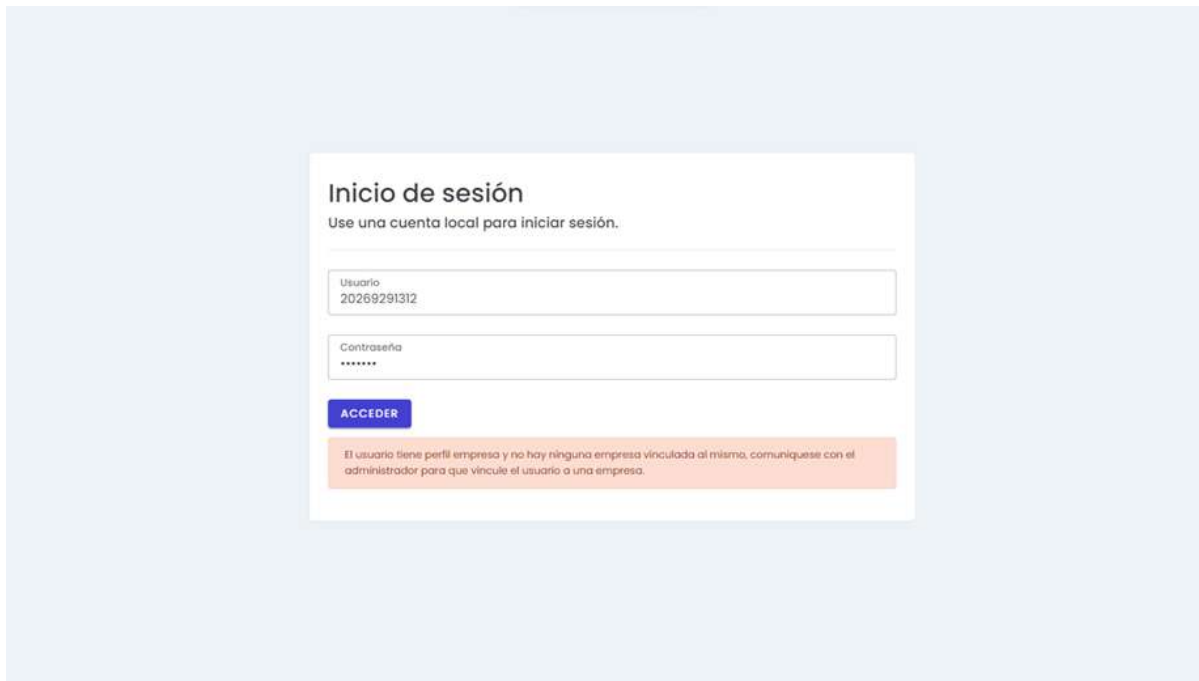 Inicio de sesión
Use una cuenta local para iniciar sesión.
Usuario
20269291312
Contraseña
•••••••
ACCEDER
El usuario tiene perfil empresa y no hay ninguna empresa vinculada al mismo, comuniquese con el
administrador para que vincule el usuario a una empresa.